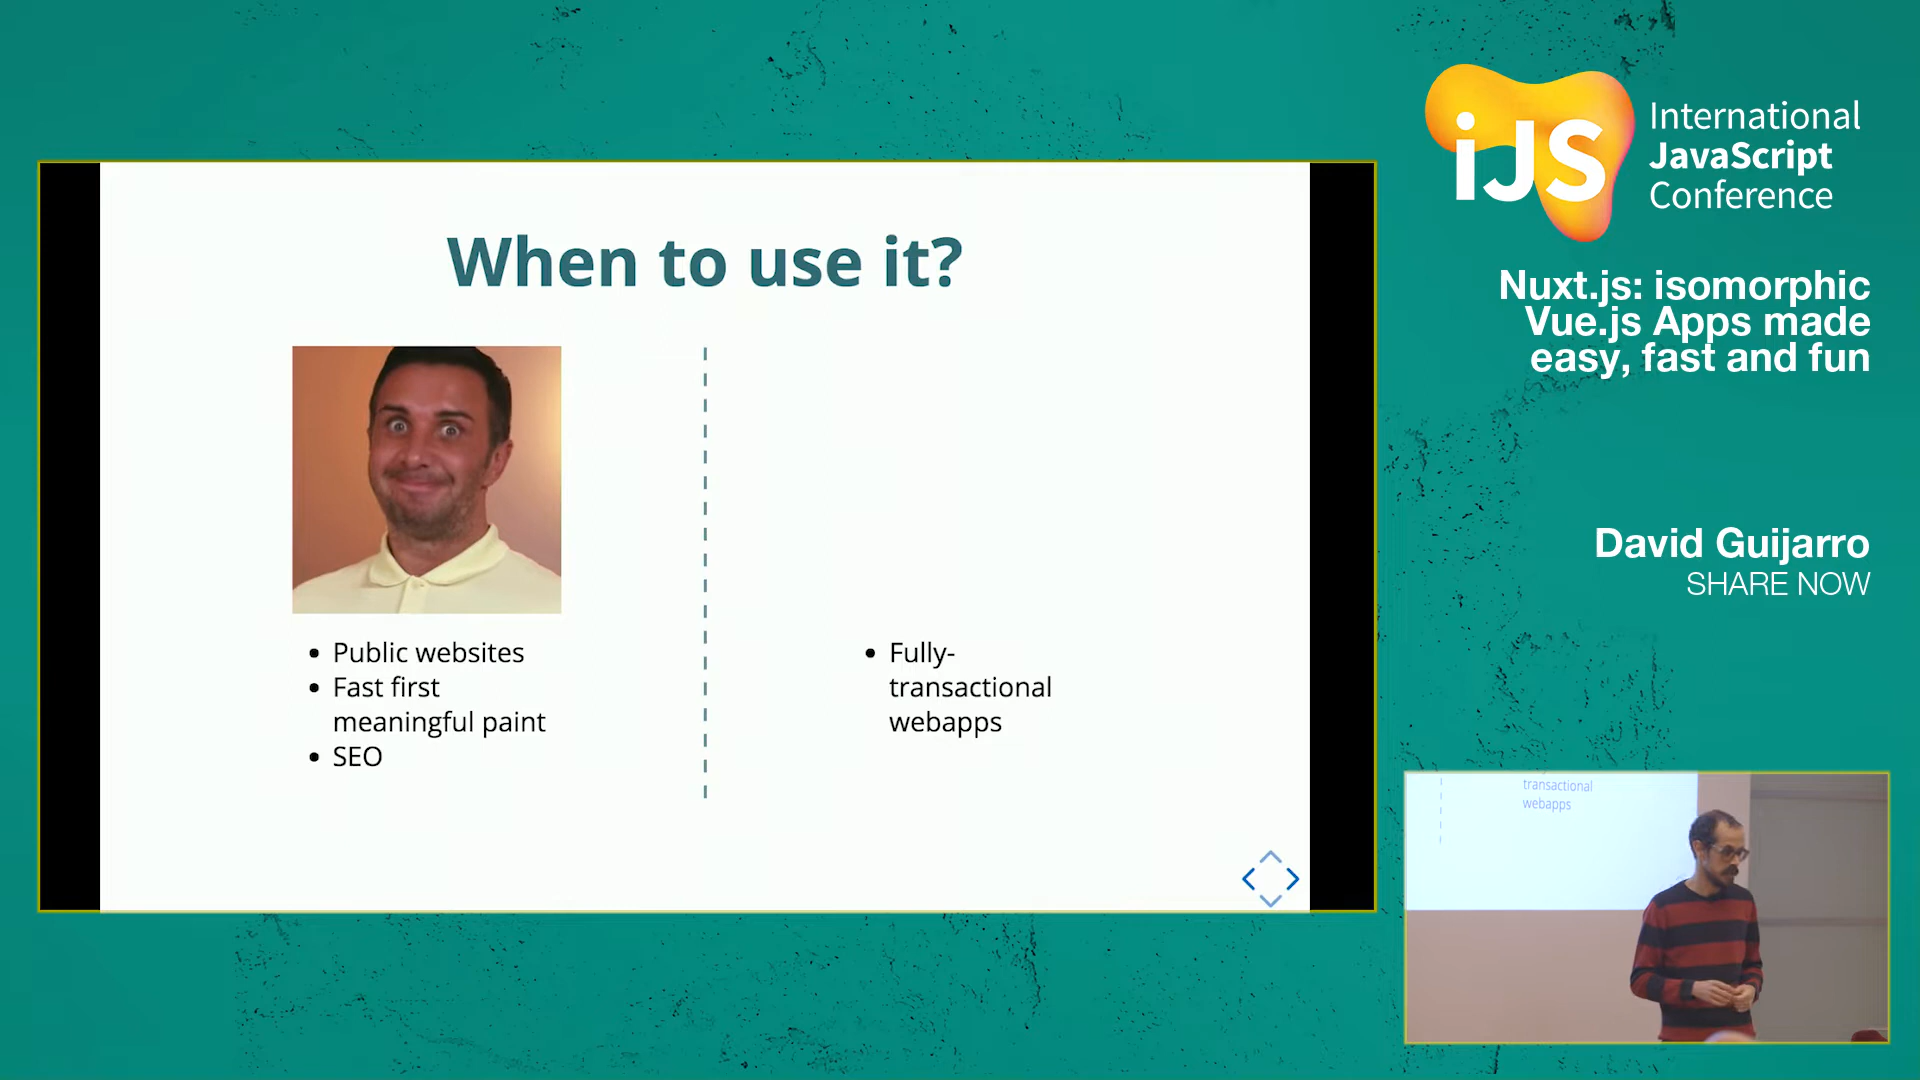 When to use it?
• Public websites
• Fast first
meaningful paint
• SEO
• Fully-
transactional
webapps
iJS
International
JavaScript
Conference
Nuxt.js: isomorphic
Vue.js Apps made
easy, fast and fun
David Guijarro
SHARE NOW
transactional
webapps